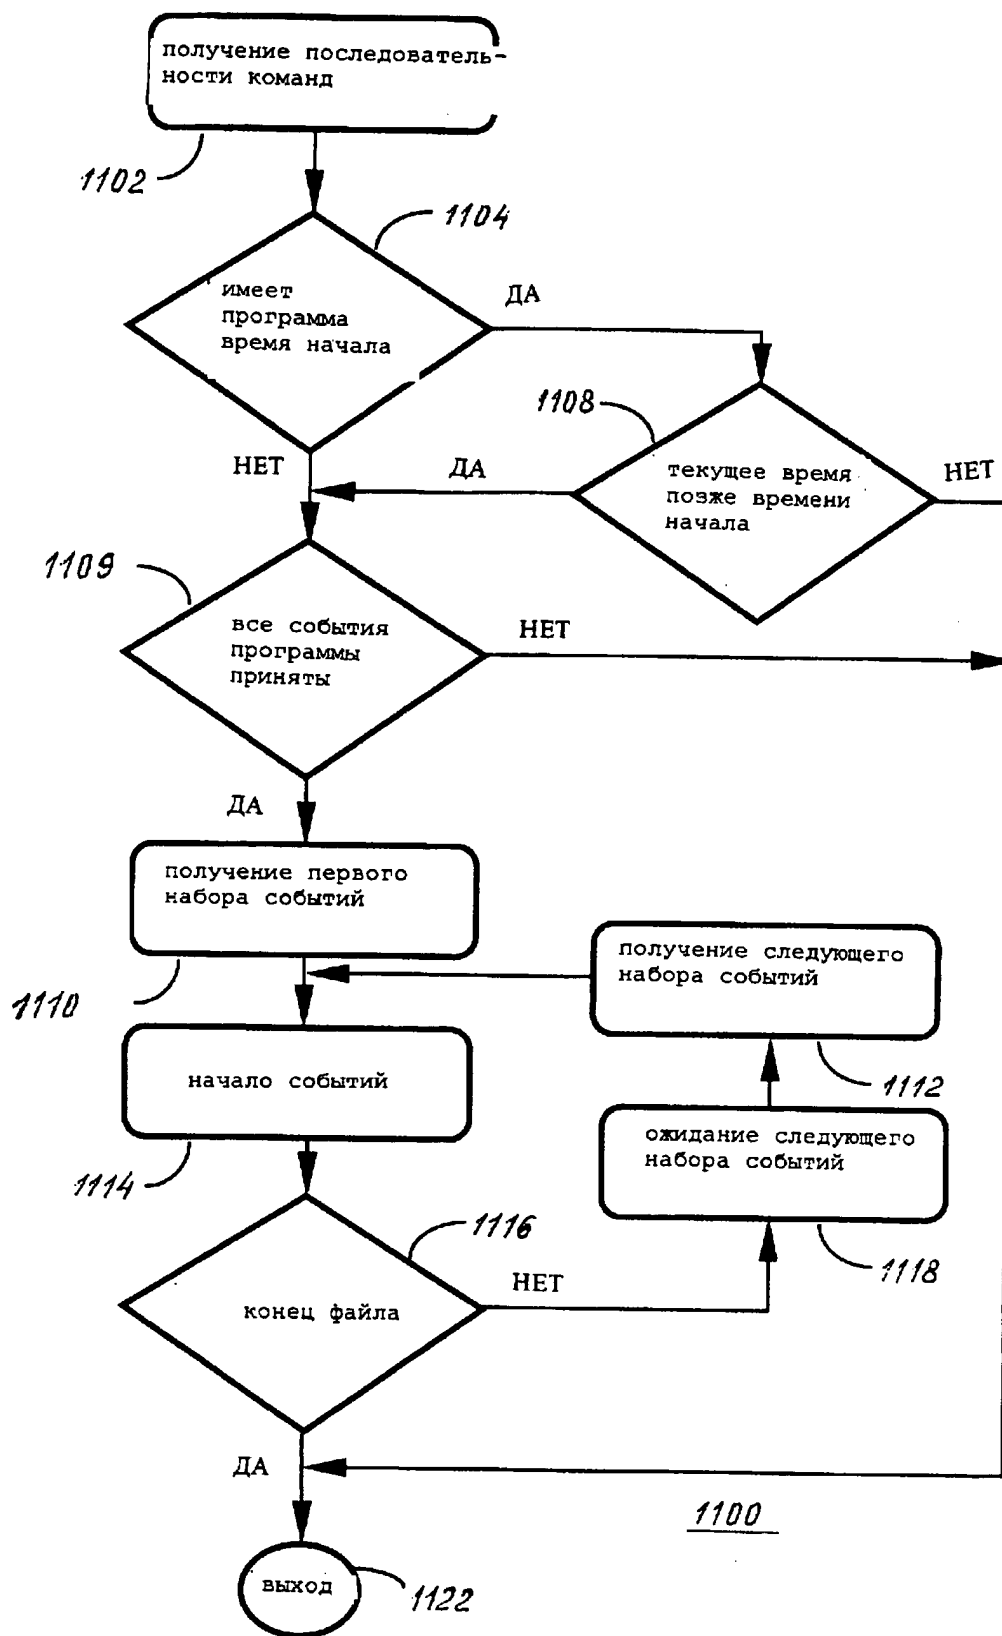 получение последователь-
ности команд
1102
1104
имеет
программа
время начала
ДА
1108
НЕТ
ДА
текущее время
позже времени
начала
НЕТ
1109
все события
программы
приняты
НЕТ
ДА
получение первого
набора событий
1110
получение следующего
набора событий
1112
начало событий
1114
ожидание следующего
набора событий
1118
1116
конец файла
НЕТ
ДА
1100
выход
1122